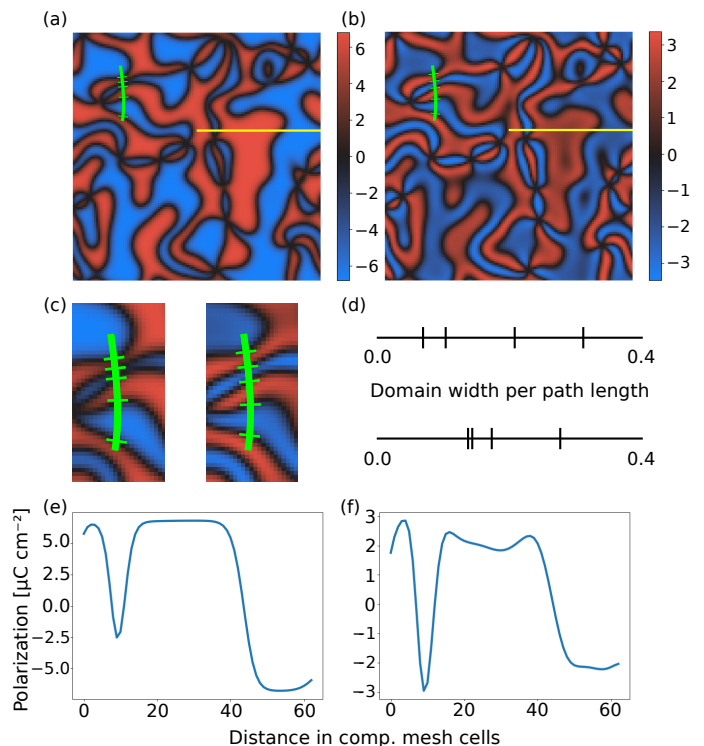 (a)
(b)
6
4
2
0
−2
−4
−6
3
2
1
0
−1
−2
−3
(c)
(d)
0.0 0.4
Domain width per path length
0.0 0.4
(e)
(f)
Polarization [µC cm⁻²]
5.0
2.5
0.0
−2.5
−5.0
0 20 40 60
3
2
1
0
−1
−2
−3
0 20 40 60
Distance in comp. mesh cells